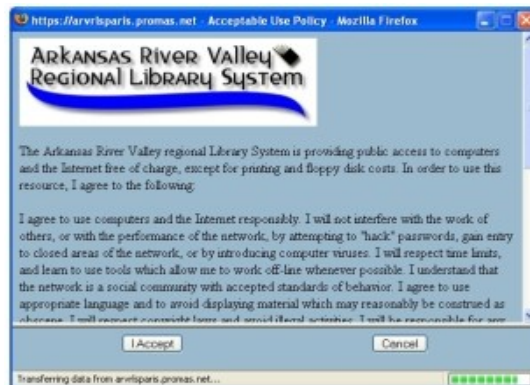 https://arvrlsparis.promas.net - Acceptable Use Policy - Mozilla Firefox
Arkansas River Valley
Regional Library System
The Arkansas River Valley regional Library System is providing public access to computers
and the Internet free of charge, except for printing and floppy disk costs. In order to use this
resource, I agree to the following:
I agree to use computers and the Internet responsibly. I will not interfere with the work of
others, or with the performance of the network, by attempting to "hack" passwords, gain entry
to closed areas of the network, or by introducing computer viruses. I will respect time limits,
and learn to use tools which allow me to work off-line whenever possible. I understand that
the network is a social community with accepted standards of behavior. I agree to use
appropriate language and to avoid displaying material which may reasonably be construed as
obscene. I will respect copyright laws and avoid illegal activities. I will be responsible for any
I Accept
Cancel
Transferring data from arvrlsparis.promas.net...